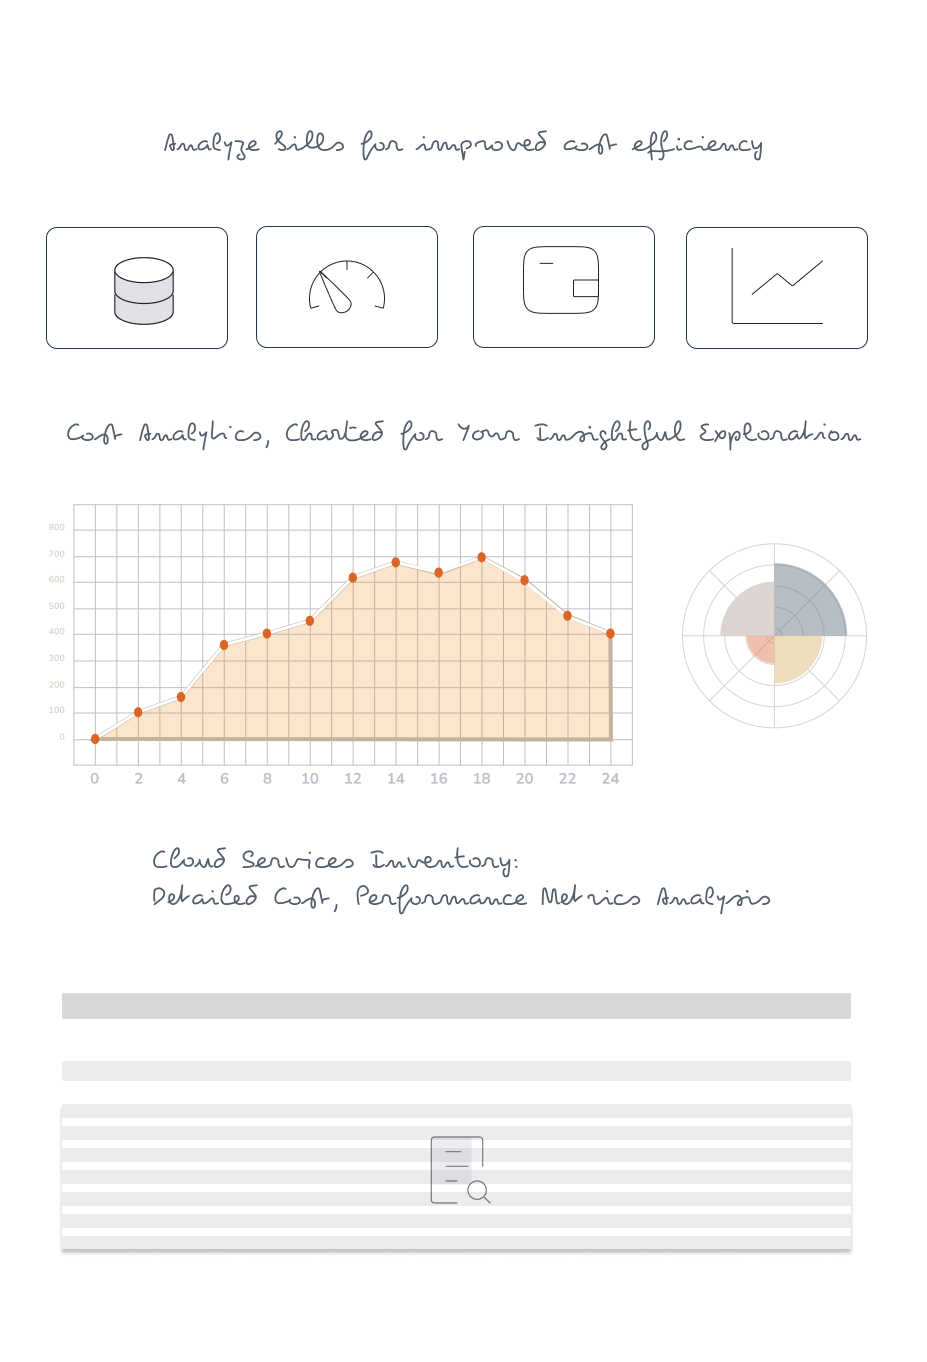 Analyze bills for improved cost efficiency
Cost Analytics, Charted for Your Insightful Exploration
800
700
600
500
400
300
200
100
0
0 2 4 6 8 10 12 14 16 18 20 22 24
Cloud Services Inventory:
Detailed Cost, Performance Metrics Analysis